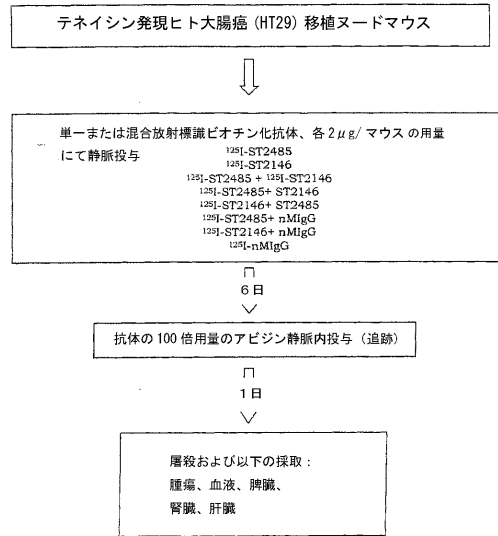 テネイシン発現ヒト大腸癌 (HT29) 移植ヌードマウス
単一または混合放射標識ビオチン化抗体、各2μg/マウス の用量
にて静脈投与
¹²⁵I-ST2485
¹²⁵I-ST2146
¹²⁵I-ST2485 + ¹²⁵I-ST2146
¹²⁵I-ST2485+ ST2146
¹²⁵I-ST2146+ ST2485
¹²⁵I-ST2485+ nMIgG
¹²⁵I-ST2146+ nMIgG
¹²⁵I-nMIgG
6日
抗体の100倍用量のアビジン静脈内投与（追跡）
1日
屠殺および以下の採取：
腫瘍、血液、脾臓、
腎臓、肝臓